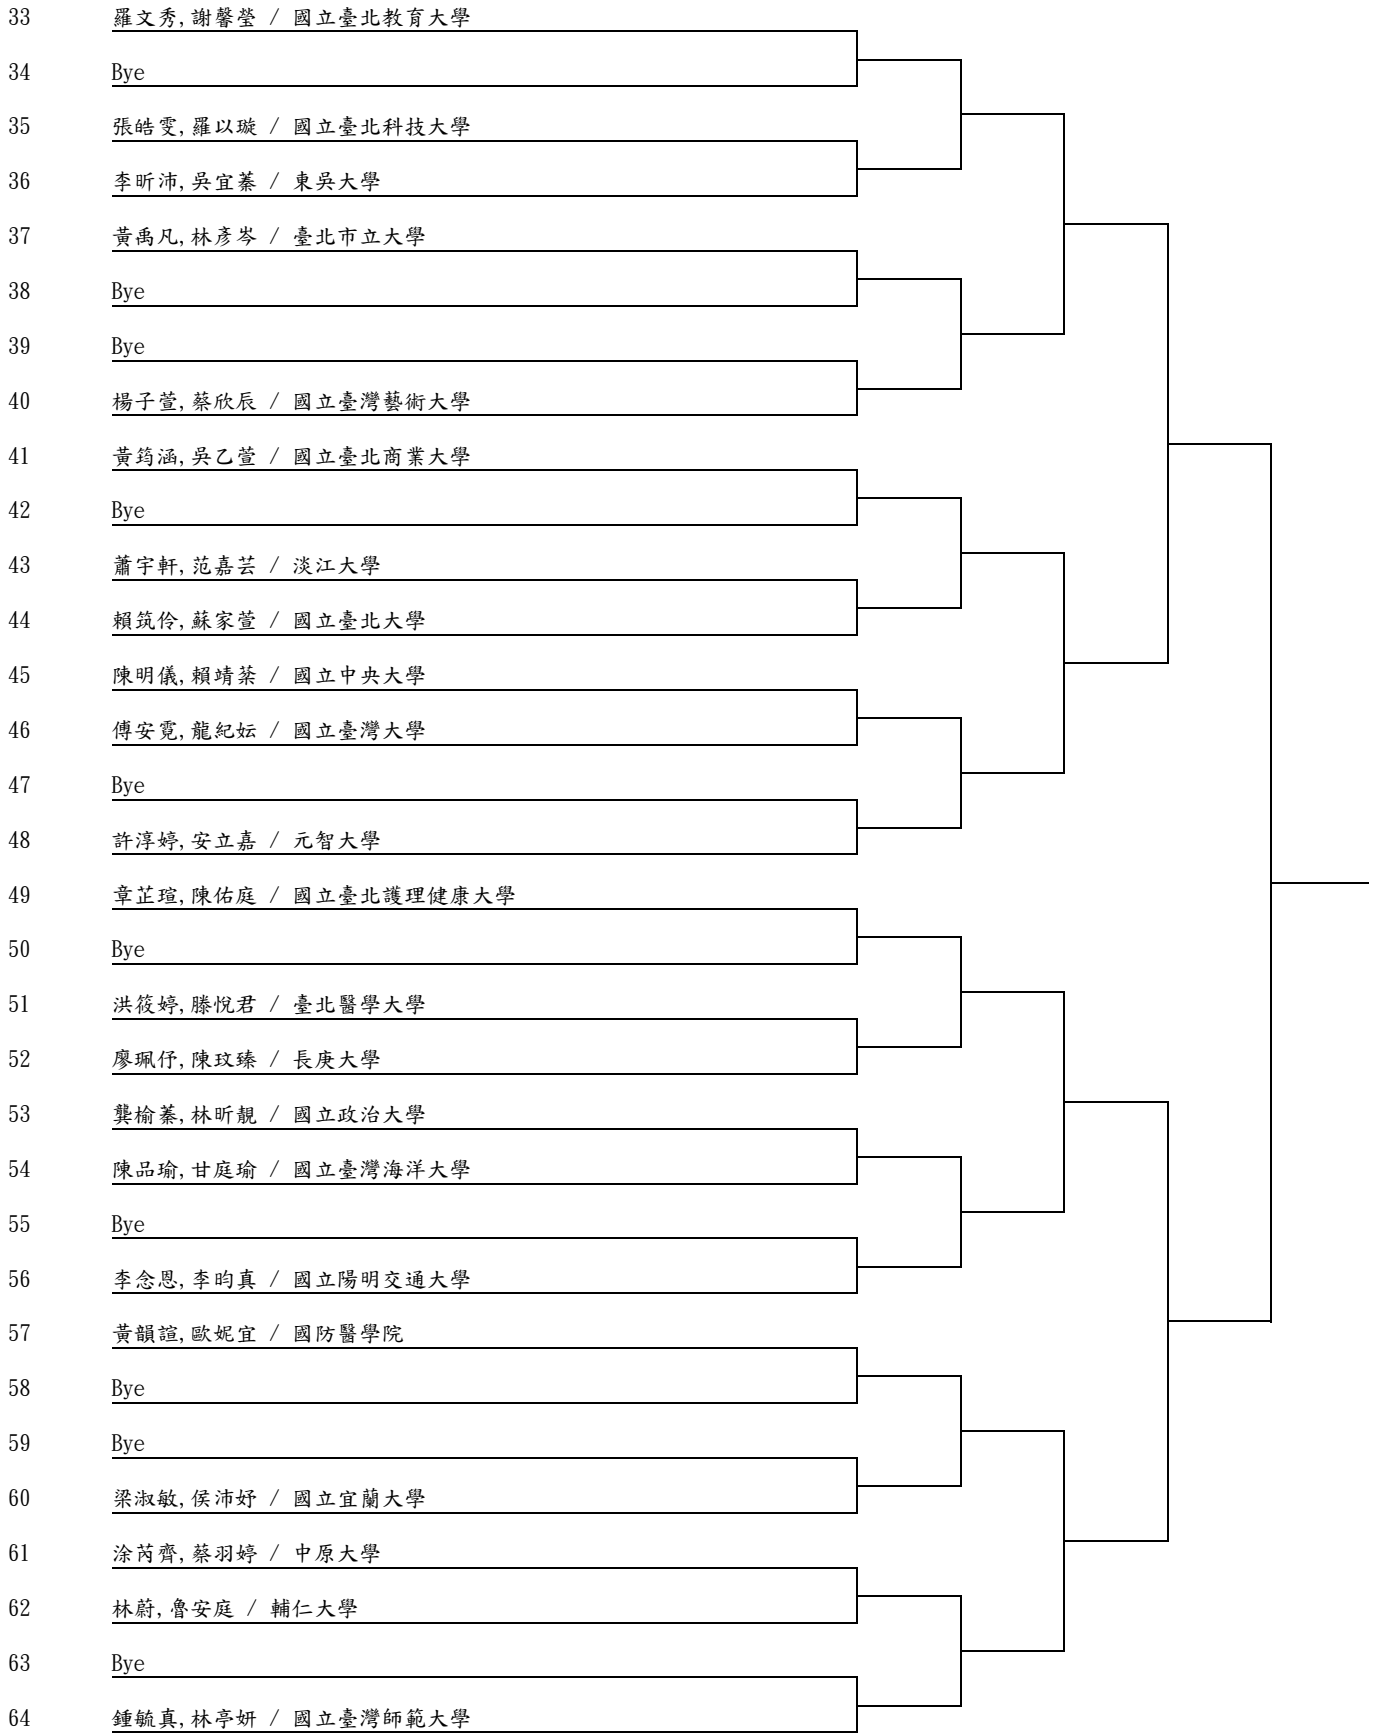 33 羅文秀,謝馨瑩 / 國立臺北教育大學
34 Bye
35 張皓雯,羅以璇 / 國立臺北科技大學
36 李昕沛,吳宜蓁 / 東吳大學
37 黃禹凡,林彥岑 / 臺北市立大學
38 Bye
39 Bye
40 楊子萱,蔡欣辰 / 國立臺灣藝術大學
41 黃筠涵,吳乙萱 / 國立臺北商業大學
42 Bye
43 蕭宇軒,范嘉芸 / 淡江大學
44 賴筑伶,蘇家萱 / 國立臺北大學
45 陳明儀,賴靖棻 / 國立中央大學
46 傅安霓,龍紀妘 / 國立臺灣大學
47 Bye
48 許淳婷,安立嘉 / 元智大學
49 章芷瑄,陳佑庭 / 國立臺北護理健康大學
50 Bye
51 洪筱婷,滕悅君 / 臺北醫學大學
52 廖珮伃,陳玟臻 / 長庚大學
53 龔榆蓁,林昕靚 / 國立政治大學
54 陳品瑜,甘庭瑜 / 國立臺灣海洋大學
55 Bye
56 李念恩,李昀真 / 國立陽明交通大學
57 黃韻諠,歐妮宜 / 國防醫學院
58 Bye
59 Bye
60 梁淑敏,侯沛妤 / 國立宜蘭大學
61 涂芮齊,蔡羽婷 / 中原大學
62 林蔚,魯安庭 / 輔仁大學
63 Bye
64 鍾毓真,林亭妍 / 國立臺灣師範大學